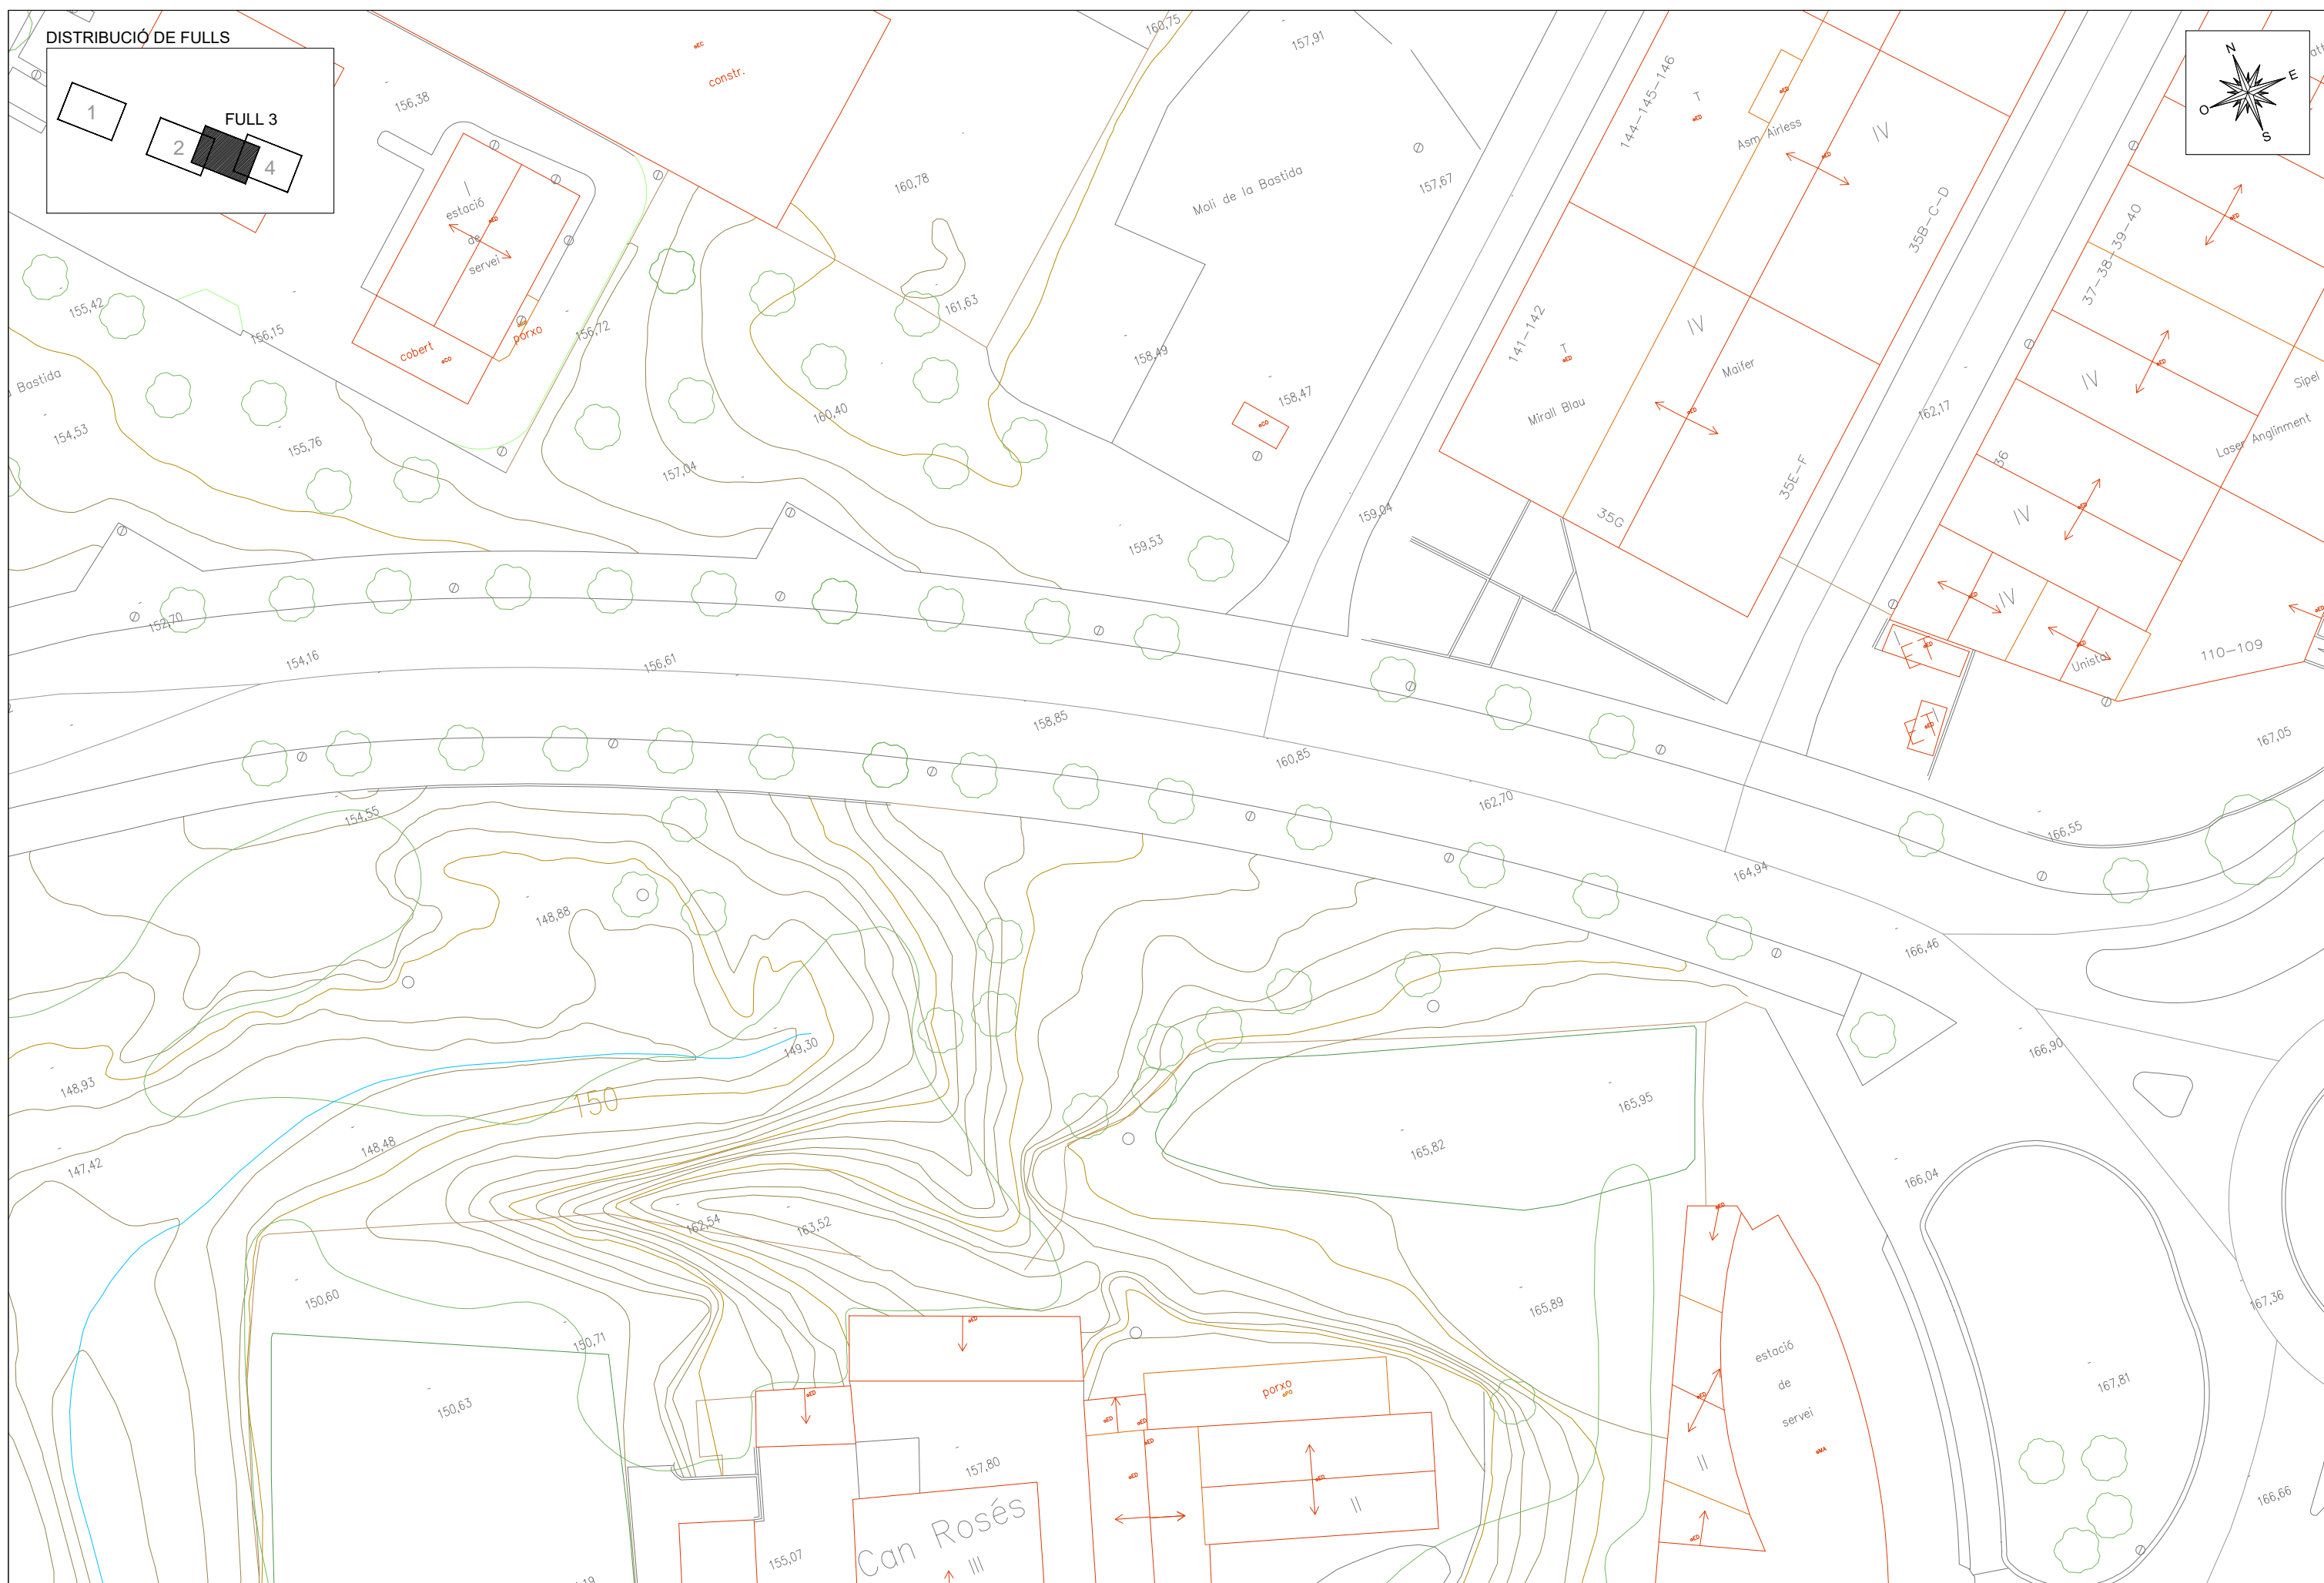 DISTRIBUCIÓ DE FULLS
1
2
FULL 3
4
N
E
S
O
constr.
160,75
157,91
156,38
160,78
Molí de la Bastida
157,67
144-145-146
T
Asm Airless
IV
35B-C-D
37-38-39-40
I
estació
de
servei
155,42
156,15
cobert
porxo
156,72
161,63
158,49
158,47
141-142
T
IV
Maifer
Mirall Blau
162,17
IV
Sipel
Laser Anglinment
Bastida
154,53
155,76
160,40
157,04
159,53
159,04
35G
35E-F
36
IV
IV
Unistal
110-109
152,70
154,16
156,61
158,85
160,85
162,70
164,94
166,55
167,05
166,46
166,90
154,55
148,88
149,30
148,93
150
147,42
148,48
165,95
165,82
166,04
162,54
163,52
150,60
150,71
150,63
165,89
167,36
167,81
166,66
estació
de
servei
II
porxo
II
157,80
Can Rosés
III
155,07